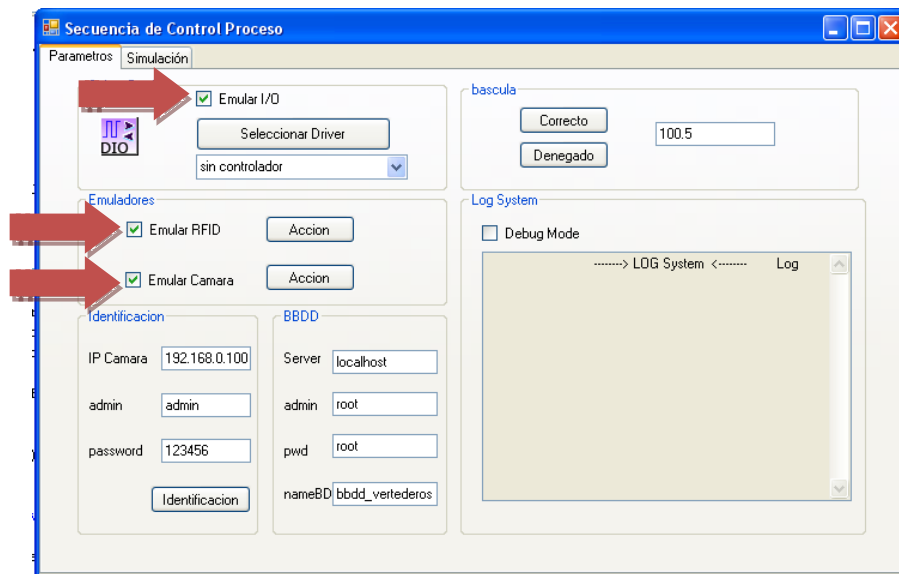 Secuencia de Control Proceso
Parametros
Simulación
Emular I/O
DIO
Seleccionar Driver
sin controlador
bascula
Correcto
Denegado
100.5
Emuladores
Emular RFID
Accion
Emular Camara
Accion
Log System
Debug Mode
--------> LOG System <-------- Log
Identificacion
IP Camara
192.168.0.100
admin
admin
password
123456
Identificacion
BBDD
Server
localhost
admin
root
pwd
root
nameBD
bbdd_vertederos